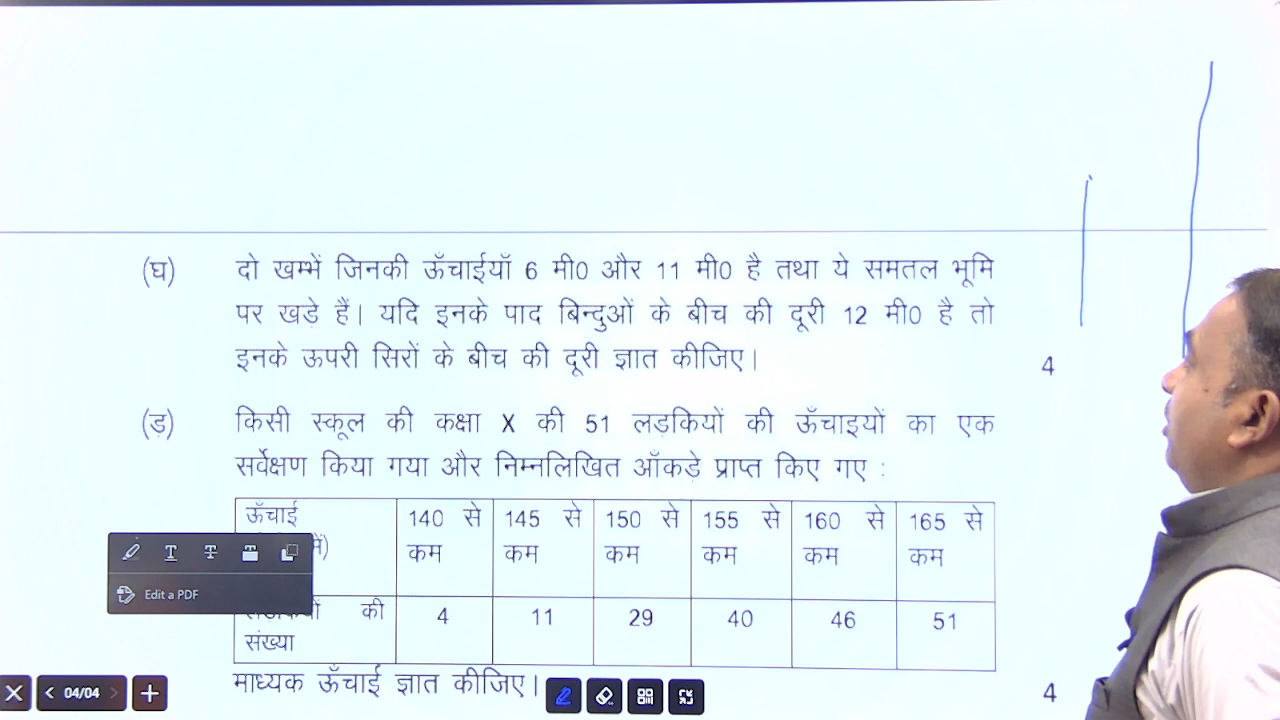 (घ) दो खम्भें जिनकी ऊँचाईयाँ 6 मी0 और 11 मी0 है तथा ये समतल भूमि
पर खडे हैं। यदि इनके पाद बिन्दुओं के बीच की दूरी 12 मी0 है तो
इनके ऊपरी सिरों के बीच की दूरी ज्ञात कीजिए। 4
(ड़) किसी स्कूल की कक्षा X की 51 लड़कियों की ऊँचाइयों का एक
सर्वेक्षण किया गया और निम्नलिखित आँकड़े प्राप्त किए गए :
ऊँचाई 140 से 145 से 150 से 155 से 160 से 165 से
में) कम कम कम कम कम कम
Edit a PDF
की 4 11 29 40 46 51
संख्या
माध्यक ऊँचाई ज्ञात कीजिए। 4
04/04